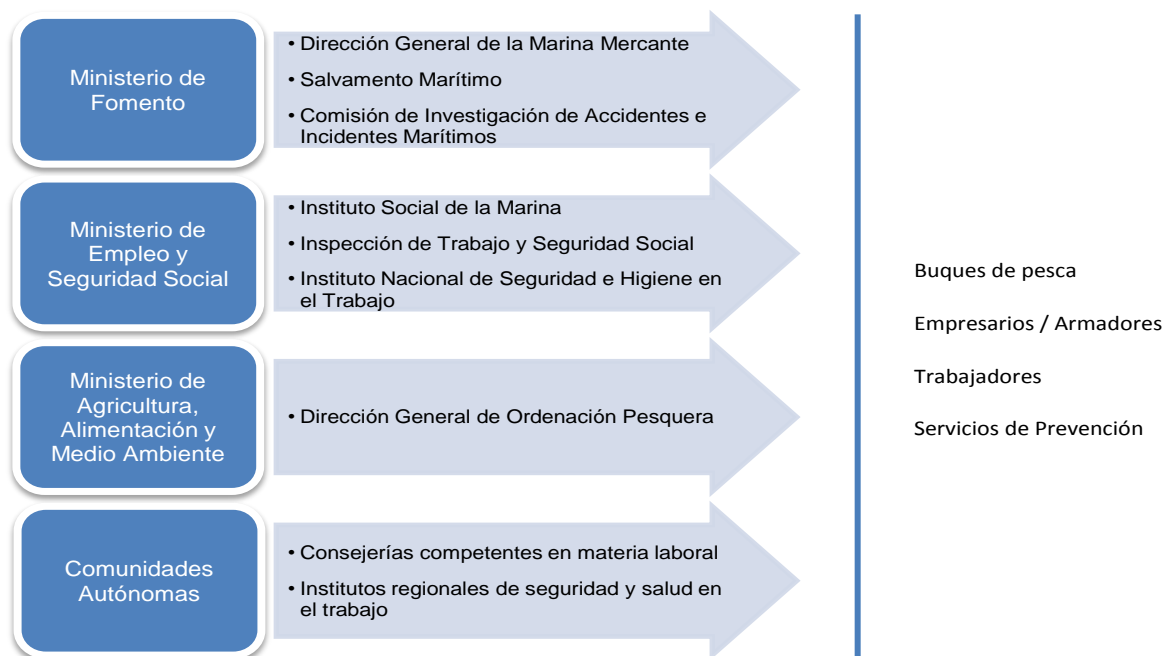 Ministerio de
Fomento
• Dirección General de la Marina Mercante
• Salvamento Marítimo
• Comisión de Investigación de Accidentes e
Incidentes Marítimos
Ministerio de
Empleo y
Seguridad Social
• Instituto Social de la Marina
• Inspección de Trabajo y Seguridad Social
• Instituto Nacional de Seguridad e Higiene en
el Trabajo
Ministerio de
Agricultura,
Alimentación y
Medio Ambiente
• Dirección General de Ordenación Pesquera
Comunidades
Autónomas
• Consejerías competentes en materia laboral
• Institutos regionales de seguridad y salud en
el trabajo
Buques de pesca
Empresarios / Armadores
Trabajadores
Servicios de Prevención